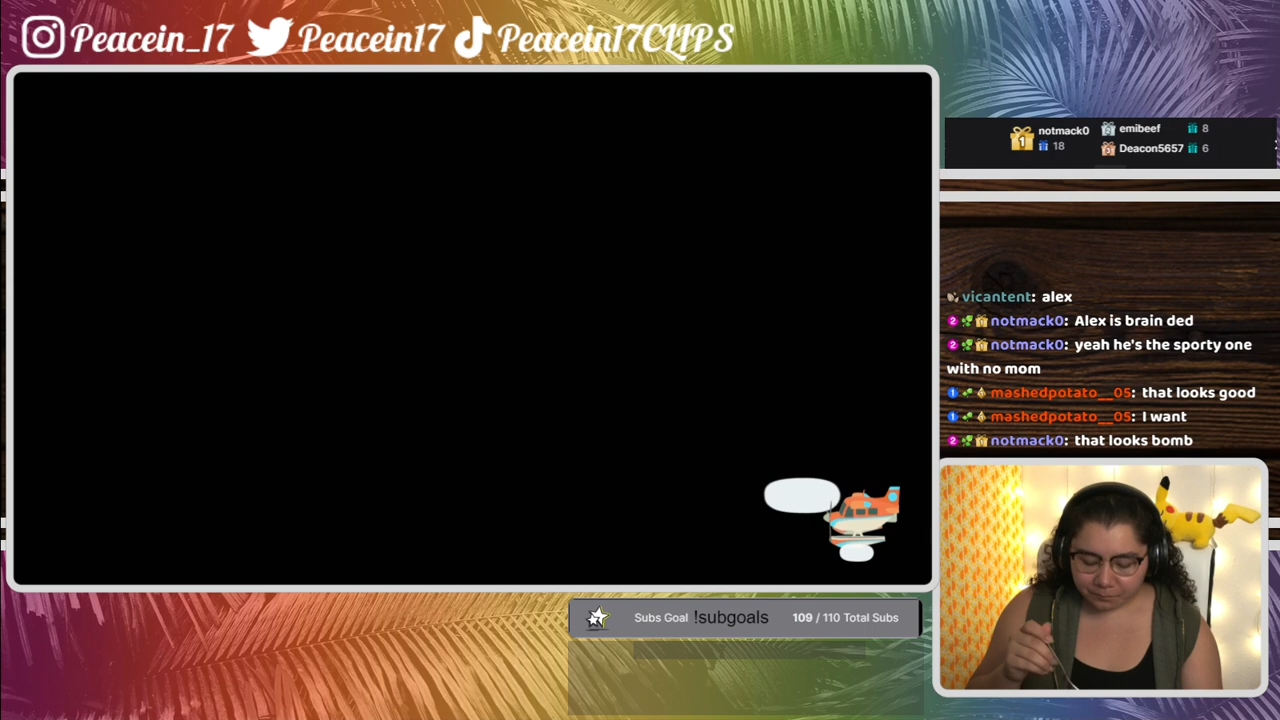 Peacein_17 Peacein17 Peacein17CLIPS
notmack0
18
emibeef 8
Deacon5657 6
vicantent: alex
notmack0: Alex is brain ded
notmack0: yeah he's the sporty one
with no mom
mashedpotato__05: that looks good
mashedpotato__05: I want
notmack0: that looks bomb
Subs Goal !subgoals 109 / 110 Total Subs